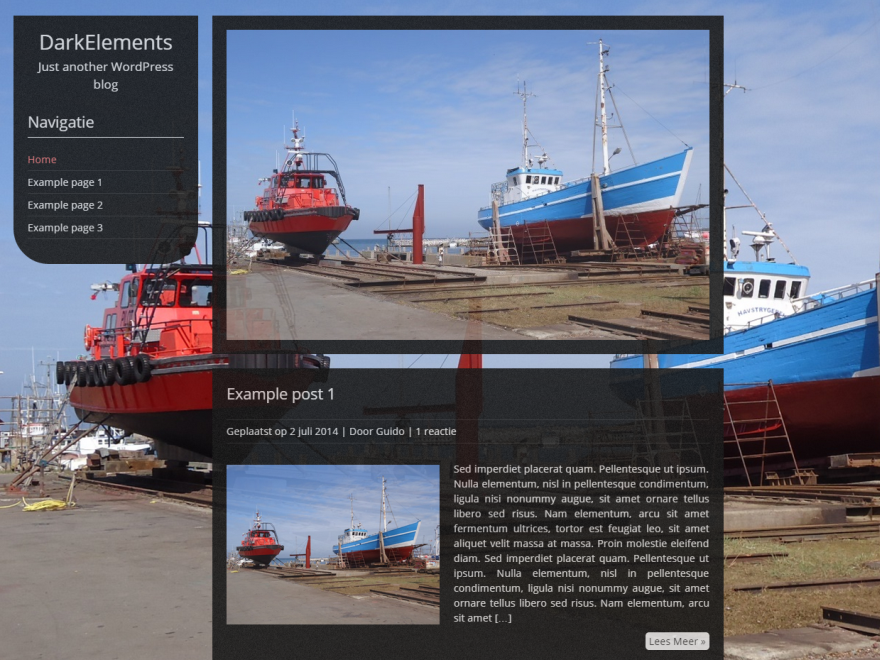 DarkElements
Just another WordPress
blog
Navigatie
Home
Example page 1
Example page 2
Example page 3
Example post 1
Geplaatst op 2 juli 2014 | Door Guido | 1 reactie
Sed imperdiet placerat quam. Pellentesque ut ipsum.
Nulla elementum, nisl in pellentesque condimentum,
ligula nisi nonummy augue, sit amet ornare tellus
libero sed risus. Nam elementum, arcu sit amet
fermentum ultrices, tortor est feugiat leo, sit amet
aliquet velit massa at massa. Proin molestie eleifend
diam. Sed imperdiet placerat quam. Pellentesque ut
ipsum. Nulla elementum, nisl in pellentesque
condimentum, ligula nisi nonummy augue, sit amet
ornare tellus libero sed risus. Nam elementum, arcu
sit amet [...]
Lees Meer »